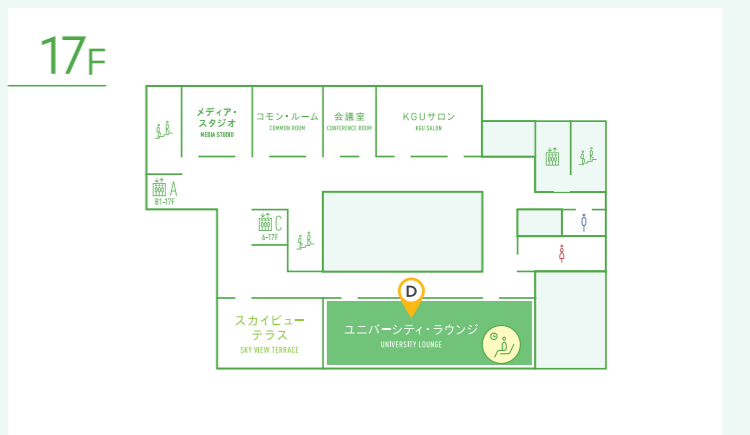 17F
メディア・
スタジオ
MEDIA STUDIO
コモン・ルーム
COMMON ROOM
会議室
CONFERENCE ROOM
KGUサロン
KGU SALON
A
B1-17F
C
6-17F
D
スカイビュー
テラス
SKY VIEW TERRACE
ユニバーシティ・ラウンジ
UNIVERSITY LOUNGE